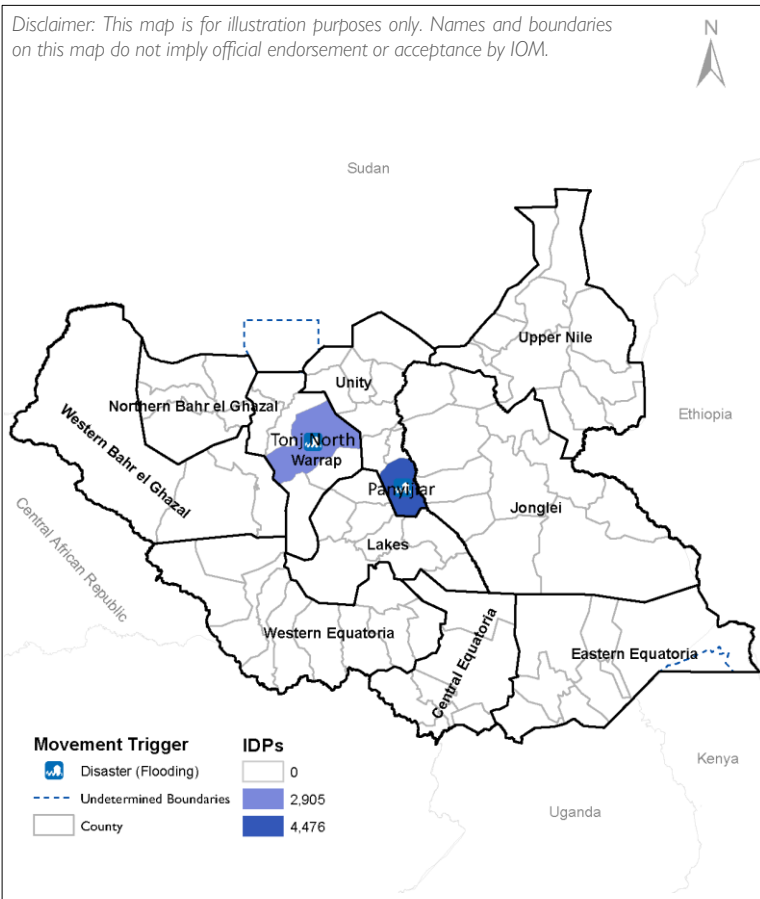 Disclaimer: This map is for illustration purposes only. Names and boundaries
on this map do not imply official endorsement or acceptance by IOM.
N
Sudan
Upper Nile
Unity
Northern Bahr el Ghazal
Ethiopia
Western Bahr el Ghazal
Tonj North
Warrap
Panyijiar
Jonglei
Central African Republic
Lakes
Western Equatoria
Central Equatoria
Eastern Equatoria
Kenya
Uganda
Movement Trigger
Disaster (Flooding)
Undetermined Boundaries
County
IDPs
0
2,905
4,476